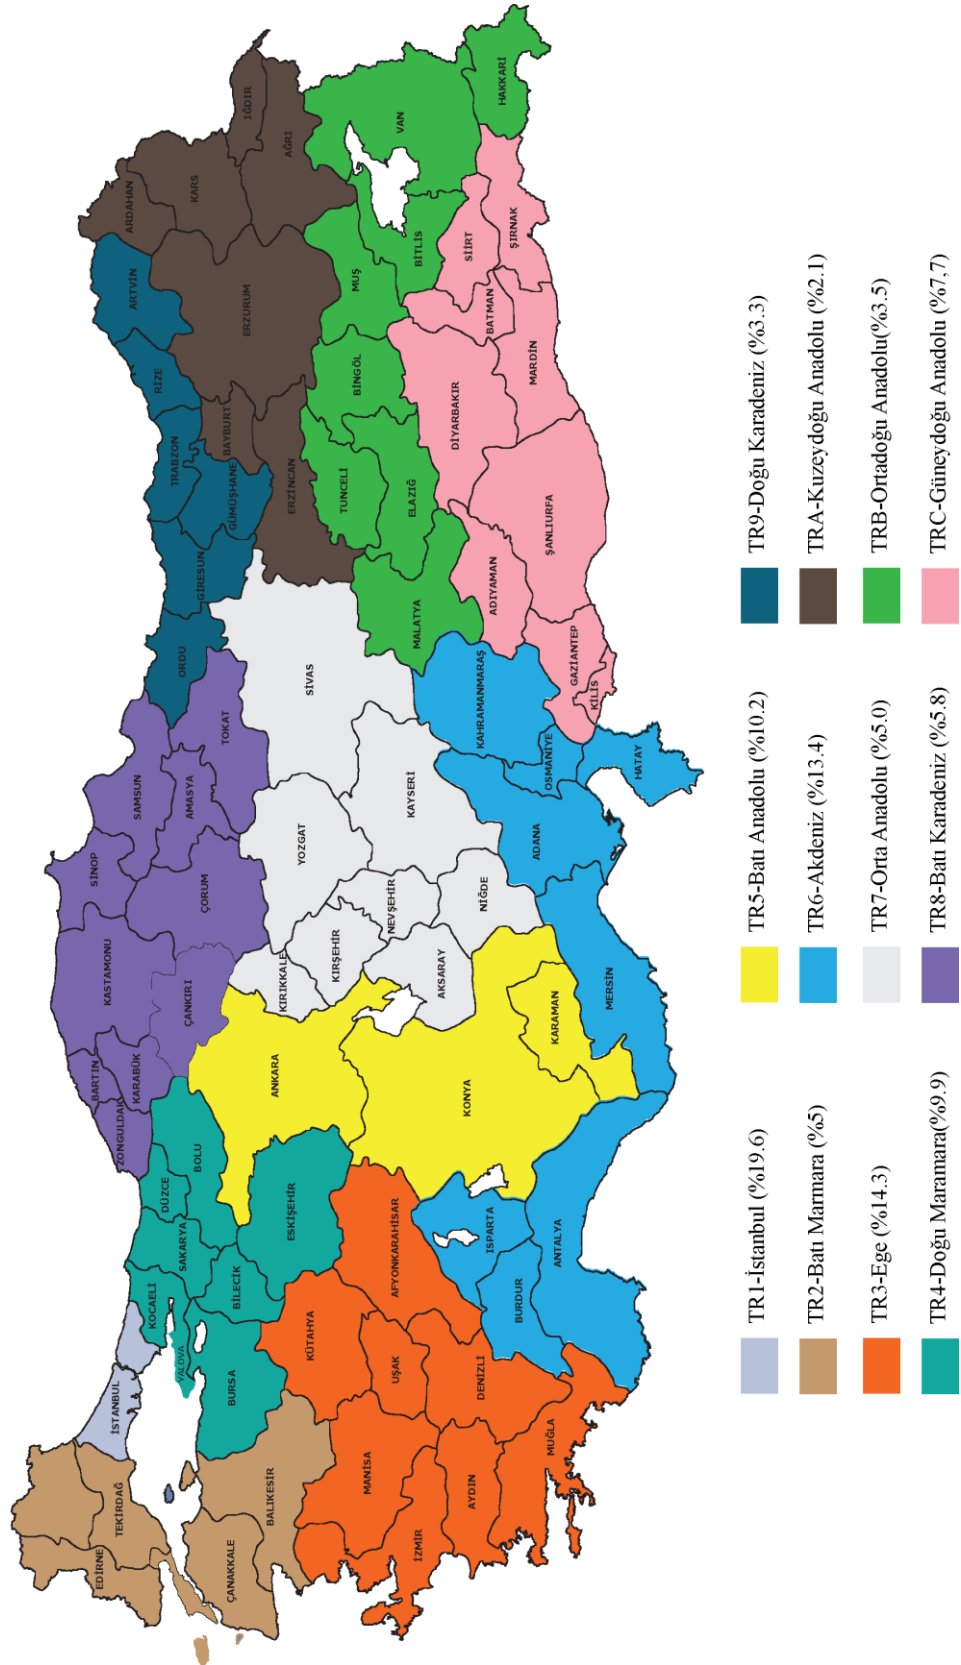 EDİRNE
TEKİRDAĞ
İSTANBUL
ÇANAKKALE
BALIKESİR
BURSA
YALOVA
KOCAELİ
SAKARYA
DÜZCE
BOLU
BİLECİK
ESKİŞEHİR
KÜTAHYA
MANİSA
UŞAK
AFYONKARAHİSAR
İZMİR
AYDIN
DENİZLİ
MUĞLA
BURDUR
ISPARTA
ANTALYA
ZONGULDAK
BARTIN
KARABÜK
KASTAMONU
ÇANKIRI
SİNOP
ÇORUM
SAMSUN
AMASYA
TOKAT
ANKARA
KONYA
KARAMAN
KIRIKKALE
KIRŞEHİR
AKSARAY
NEVŞEHİR
NİĞDE
YOZGAT
KAYSERİ
SİVAS
MERSİN
ADANA
OSMANİYE
HATAY
KAHRAMANMARAŞ
ORDU
GİRESUN
TRABZON
GÜMÜŞHANE
RİZE
ARTVİN
BAYBURT
ERZİNCAN
ERZURUM
ARDAHAN
KARS
IĞDIR
AĞRI
MALATYA
TUNCELİ
ELAZIĞ
BİNGÖL
MUŞ
BİTLİS
VAN
HAKKARİ
KİLİS
GAZİANTEP
ADIYAMAN
ŞANLIURFA
DİYARBAKIR
MARDİN
BATMAN
SİİRT
ŞIRNAK
TR1-İstanbul (%19.6)
TR2-Batı Marmara (%5)
TR3-Ege (%14.3)
TR4-Doğu Maramara(%9.9)
TR5-Batı Anadolu (%10.2)
TR6-Akdeniz (%13.4)
TR7-Orta Anadolu (%5.0)
TR8-Batı Karadeniz (%5.8)
TR9-Doğu Karadeniz (%3.3)
TRA-Kuzeydoğu Anadolu (%2.1)
TRB-Ortadoğu Anadolu(%3.5)
TRC-Güneydoğu Anadolu (%7,7)